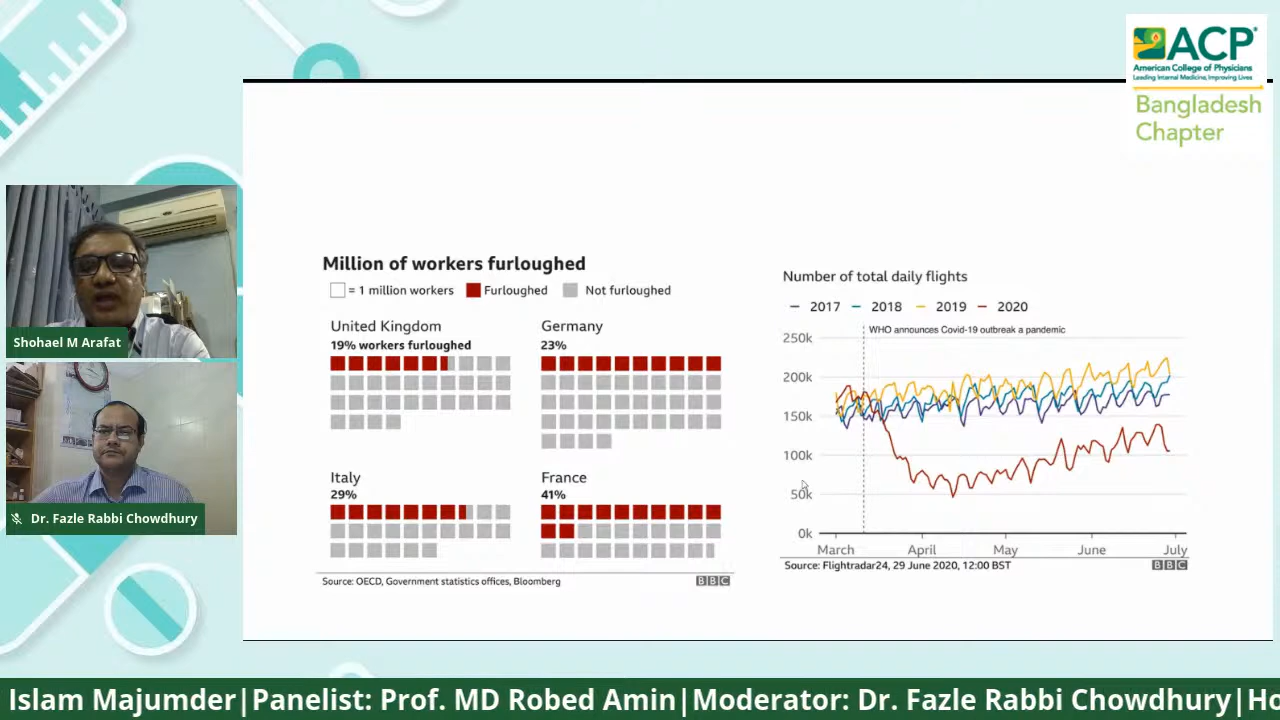 ACP
American College of Physicians
Leading Internal Medicine, Improving Lives
Bangladesh
Chapter
Shohael M Arafat
Dr. Fazle Rabbi Chowdhury
Million of workers furloughed
= 1 million workers Furloughed Not furloughed
United Kingdom
19% workers furloughed
Germany
23%
Italy
29%
France
41%
Source: OECD, Government statistics offices, Bloomberg
BBC
Number of total daily flights
2017 2018 2019 2020
WHO announces Covid-19 outbreak a pandemic
250k
200k
150k
100k
50k
0k
March April May June July
Source: Flightradar24, 29 June 2020, 12:00 BST
BBC
Islam Majumder|Panelist: Prof. MD Robed Amin|Moderator: Dr. Fazle Rabbi Chowdhury|Ho